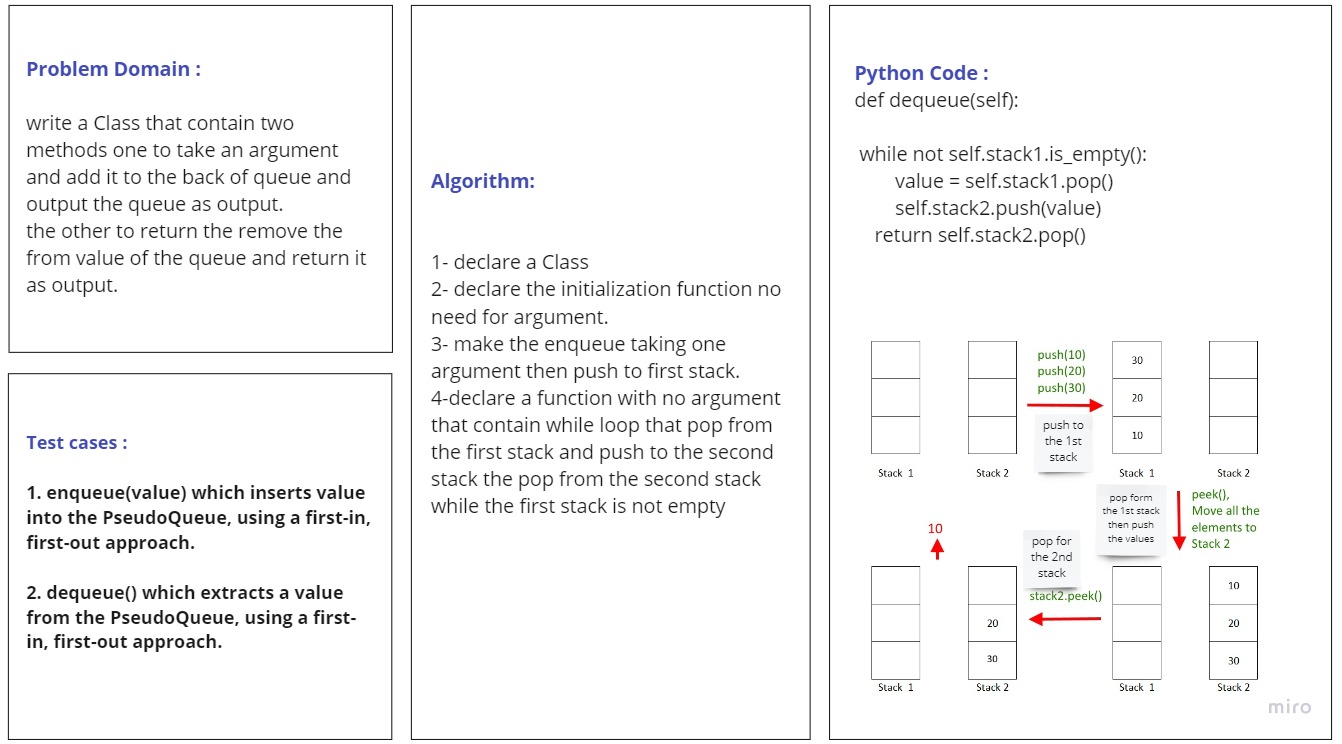 Problem Domain :
write a Class that contain two
methods one to take an argument
and add it to the back of queue and
output the queue as output.
the other to return the remove the
from value of the queue and return it
as output.
Test cases :
1. enqueue(value) which inserts value
into the PseudoQueue, using a first-in,
first-out approach.
2. dequeue() which extracts a value
from the PseudoQueue, using a first-
in, first-out approach.
Algorithm:
1- declare a Class
2- declare the initialization function no
need for argument.
3- make the enqueue taking one
argument then push to first stack.
4-declare a function with no argument
that contain while loop that pop from
the first stack and push to the second
stack the pop from the second stack
while the first stack is not empty
Python Code :
def dequeue(self):
while not self.stack1.is_empty():
value = self.stack1.pop()
self.stack2.push(value)
return self.stack2.pop()
push(10)
push(20)
push(30)
push to
the 1st
stack
30
20
10
Stack 1
Stack 2
Stack 1
Stack 2
pop form
the 1st stack
then push
the values
peek(),
Move all the
elements to
Stack 2
10
pop for
the 2nd
stack
stack2.peek()
20
30
10
20
30
Stack 1
Stack 2
Stack 1
Stack 2
miro